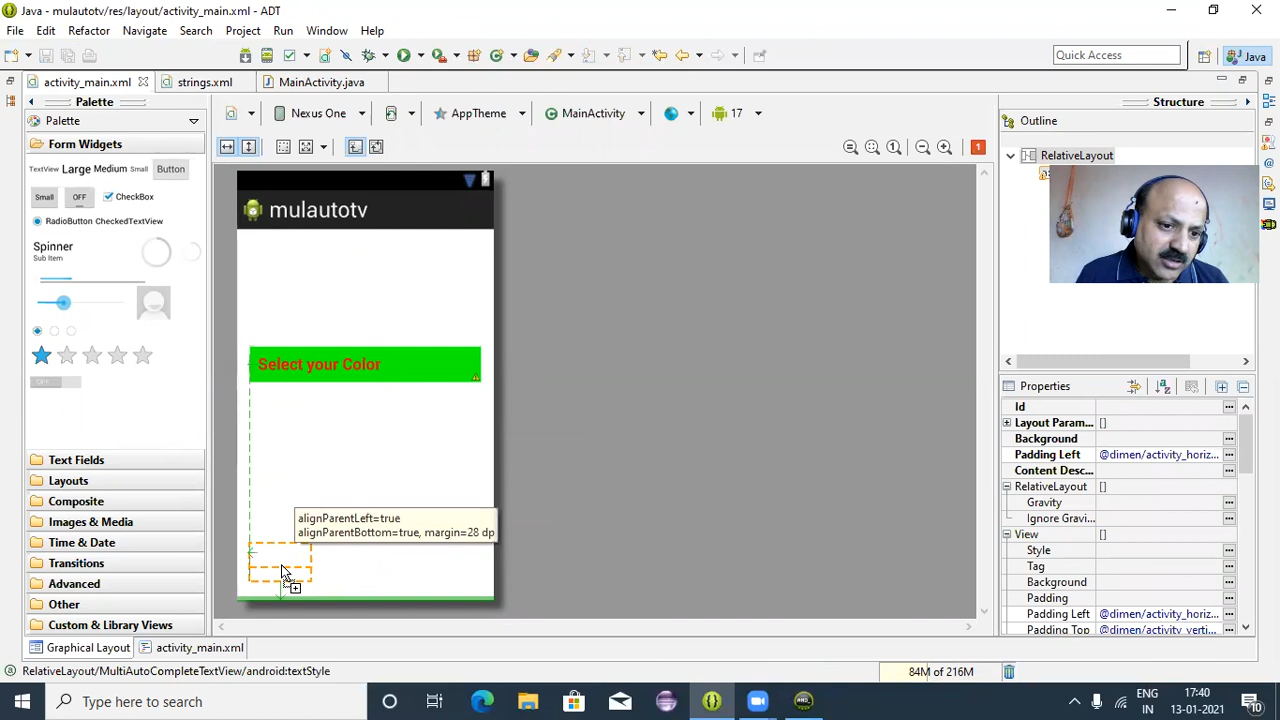 Java - mulautotv/res/layout/activity_main.xml - ADT
File Edit Refactor Navigate Search Project Run Window Help
Quick Access
Java
activity_main.xml
strings.xml
MainActivity.java
Palette
Structure
Nexus One
AppTheme
MainActivity
17
Palette
Outline
Form Widgets
1
RelativeLayout
TextView Large Medium Small Button
Small OFF CheckBox
mulautotv
RadioButton CheckedTextView
Spinner
Sub Item
Select your Color
OFF
Properties
Id
Layout Param... []
Background
Padding Left @dimen/activity_horiz...
Content Desc...
RelativeLayout []
Gravity
Ignore Gravi...
View []
Style
Tag
Background
Padding
Padding Left @dimen/activity_horiz...
Padding Top @dimen/activity_verti...
Text Fields
Layouts
Composite
Images & Media
Time & Date
Transitions
Advanced
Other
Custom & Library Views
alignParentLeft=true
alignParentBottom=true, margin=28 dp
Graphical Layout
activity_main.xml
RelativeLayout/MultiAutoCompleteTextView/android:textStyle
84M of 216M
Type here to search
ENG
IN
17:40
13-01-2021
10